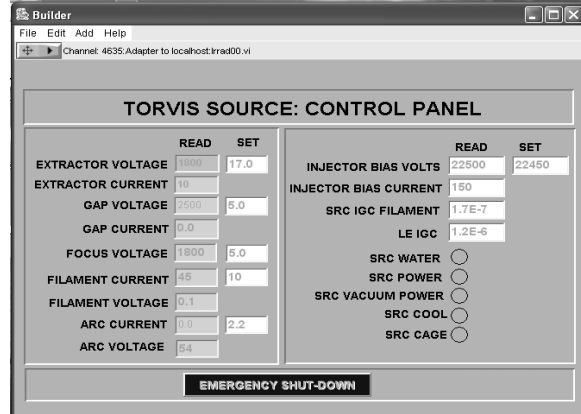 Builder
File Edit Add Help
Channel: 4635:Adapter to localhost:Irrad00.vi
TORVIS SOURCE: CONTROL PANEL
READ SET
EXTRACTOR VOLTAGE 1800 17.0
EXTRACTOR CURRENT 10
GAP VOLTAGE 2500 5.0
GAP CURRENT 0.0
FOCUS VOLTAGE 1800 5.0
FILAMENT CURRENT 45 10
FILAMENT VOLTAGE 0.1
ARC CURRENT 0.0 2.2
ARC VOLTAGE 54
READ SET
INJECTOR BIAS VOLTS 22500 22450
INJECTOR BIAS CURRENT 150
SRC IGC FILAMENT 1.7E-7
LE IGC 1.2E-6
SRC WATER
SRC POWER
SRC VACUUM POWER
SRC COOL
SRC CAGE
EMERGENCY SHUT-DOWN